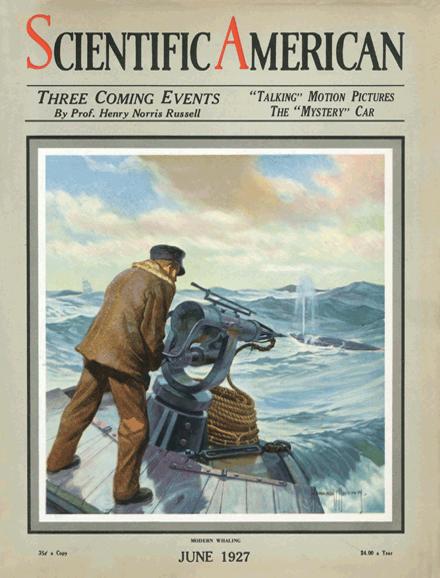 SCIENTIFIC AMERICAN
THREE COMING EVENTS
By Prof. Henry Norris Russell
"TALKING" MOTION PICTURES
THE "MYSTERY" CAR
MODERN WHALING
35¢ a Copy
JUNE 1927
$4.00 a Year